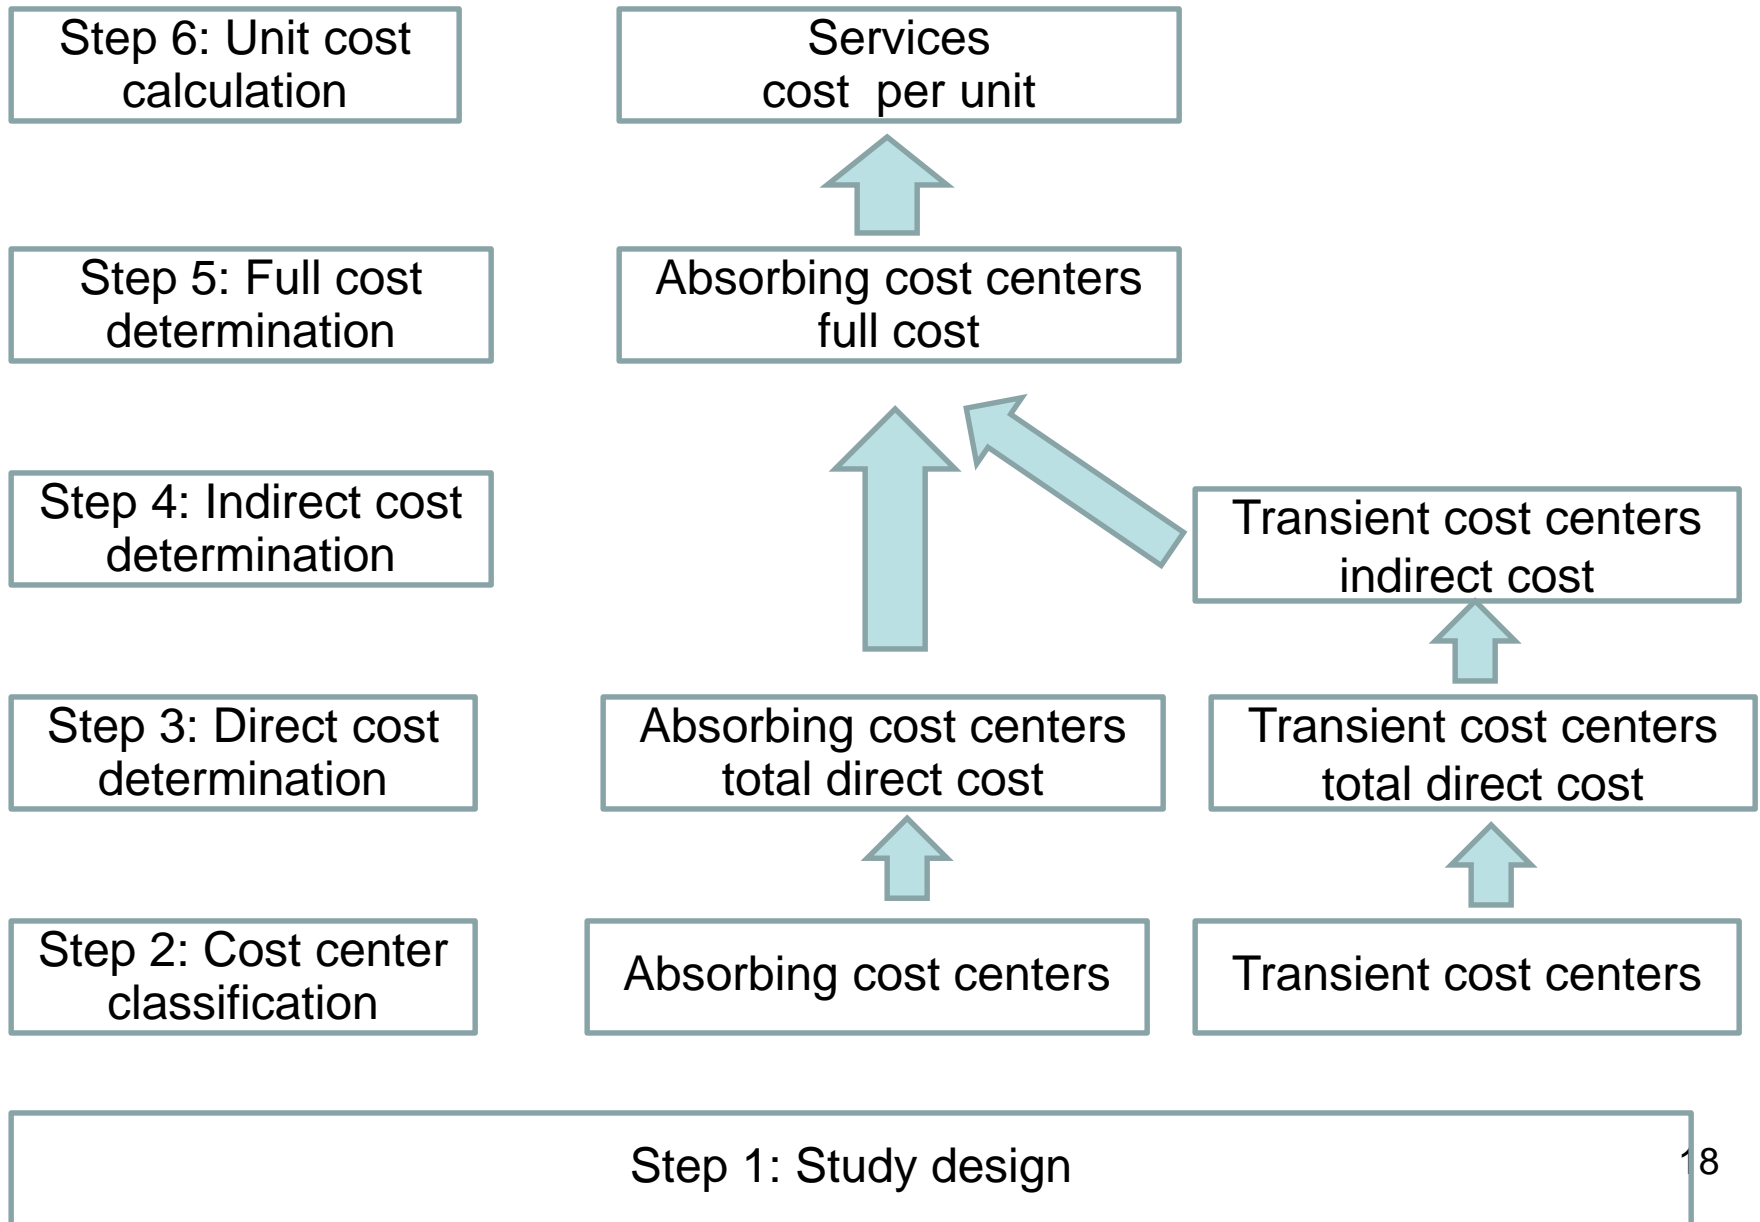 Step 6: Unit cost
calculation
Services
cost per unit
Step 5: Full cost
determination
Absorbing cost centers
full cost
Step 4: Indirect cost
determination
Transient cost centers
indirect cost
Step 3: Direct cost
determination
Absorbing cost centers
total direct cost
Transient cost centers
total direct cost
Step 2: Cost center
classification
Absorbing cost centers
Transient cost centers
Step 1: Study design
18